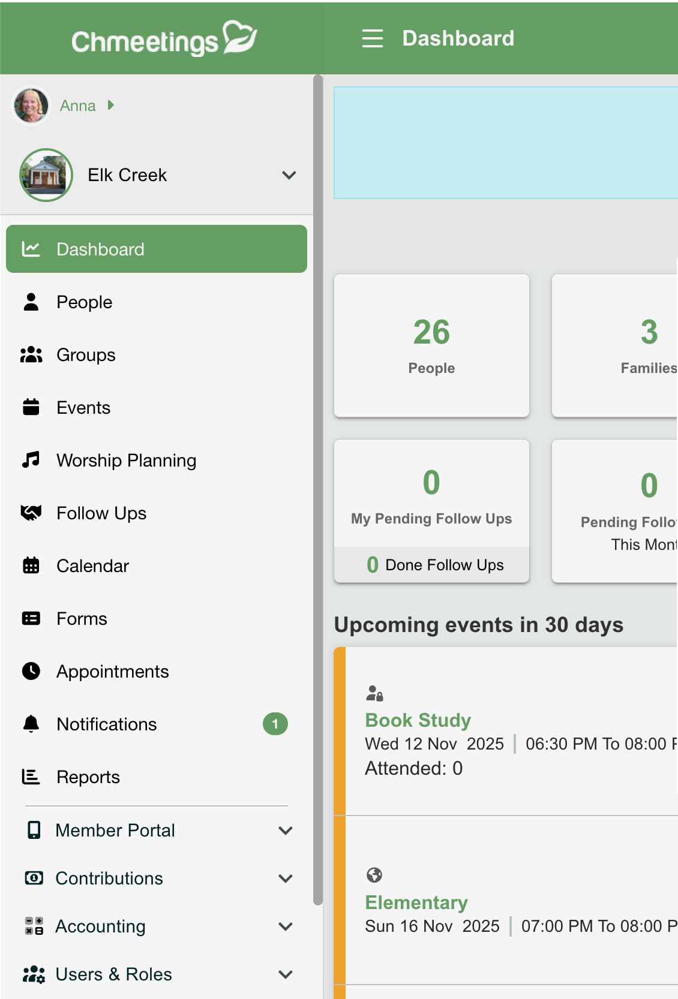 Chmeetings
Dashboard
Anna
Elk Creek
Dashboard
People
Groups
Events
Worship Planning
Follow Ups
Calendar
Forms
Appointments
Notifications
1
Reports
Member Portal
Contributions
Accounting
Users & Roles
26
People
3
Families
0
My Pending Follow Ups
0 Done Follow Ups
0
Pending Follo
This Mont
Upcoming events in 30 days
Book Study
Wed 12 Nov 2025 | 06:30 PM To 08:00 P
Attended: 0
Elementary
Sun 16 Nov 2025 | 07:00 PM To 08:00 P